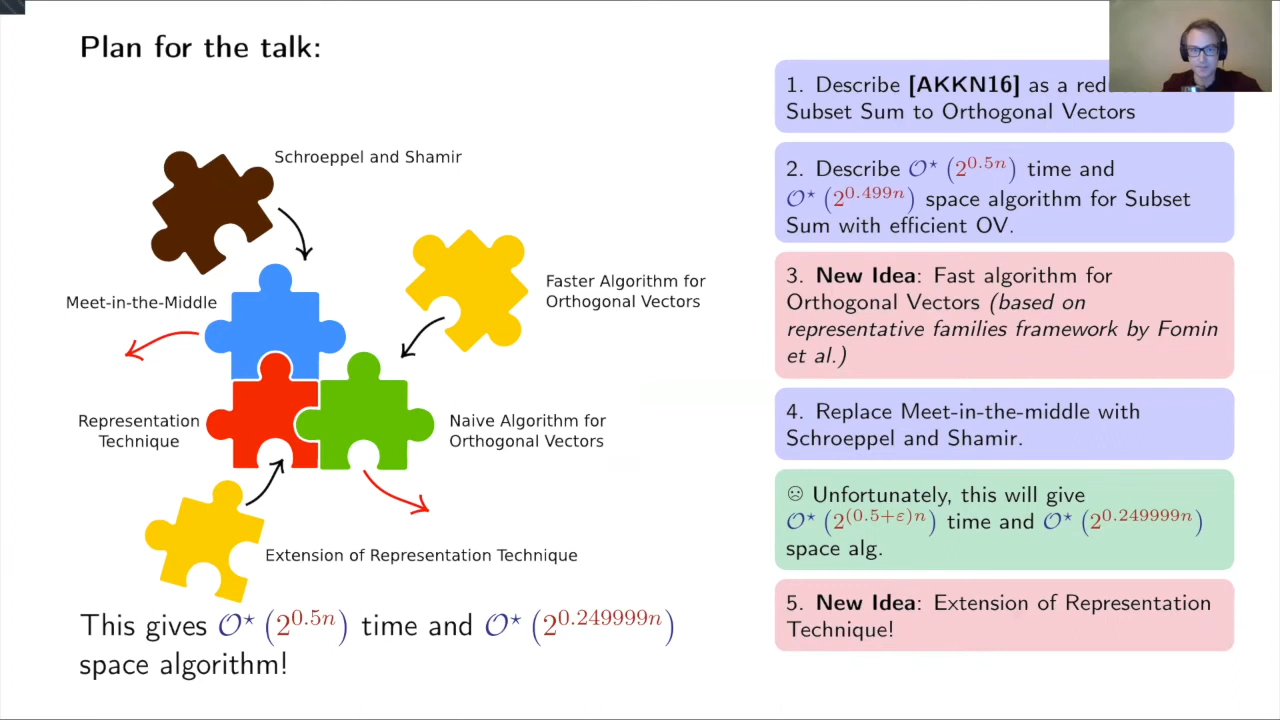 Plan for the talk:
Schroeppel and Shamir
Faster Algorithm for
Orthogonal Vectors
Meet-in-the-Middle
Representation
Technique
Naive Algorithm for
Orthogonal Vectors
Extension of Representation Technique
This gives 𝒪⋆ (2^{0.5n}) time and 𝒪⋆ (2^{0.249999n})
space algorithm!
1. Describe [AKKN16] as a
Subset Sum to Orthogonal Vectors
2. Describe 𝒪⋆ (2^{0.5n}) time and
𝒪⋆ (2^{0.499n}) space algorithm for Subset
Sum with efficient OV.
3. New Idea: Fast algorithm for
Orthogonal Vectors (based on
representative families framework by Fomin
et al.)
4. Replace Meet-in-the-middle with
Schroeppel and Shamir.
☹ Unfortunately, this will give
𝒪⋆ (2^{(0.5+ε)n}) time and 𝒪⋆ (2^{0.249999n})
space alg.
5. New Idea: Extension of Representation
Technique!